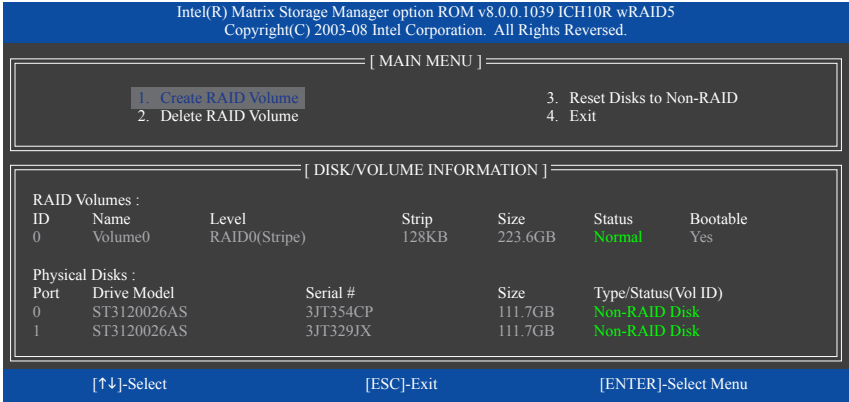 Intel(R) Matrix Storage Manager option ROM v8.0.0.1039 ICH10R wRAID5
Copyright(C) 2003-08 Intel Corporation. All Rights Reversed.
[ MAIN MENU ]
1. Create RAID Volume 3. Reset Disks to Non-RAID
2. Delete RAID Volume 4. Exit
[ DISK/VOLUME INFORMATION ]
RAID Volumes :
ID Name Level Strip Size Status Bootable
0 Volume0 RAID0(Stripe) 128KB 223.6GB Normal Yes
Physical Disks :
Port Drive Model Serial # Size Type/Status(Vol ID)
0 ST3120026AS 3JT354CP 111.7GB Non-RAID Disk
1 ST3120026AS 3JT329JX 111.7GB Non-RAID Disk
[↑↓]-Select [ESC]-Exit [ENTER]-Select Menu